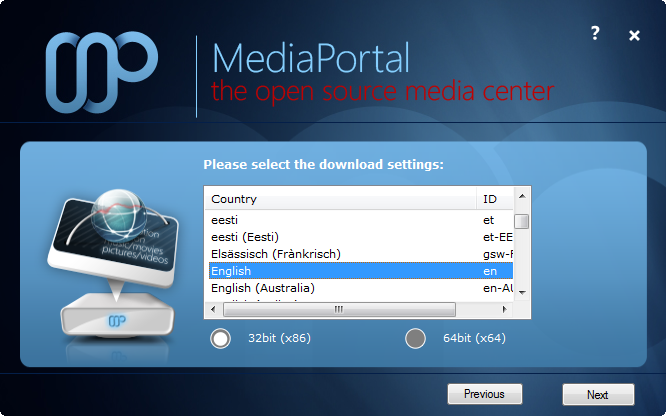 ? ×
MediaPortal
the open source media center
Please select the download settings:
Country ID
eesti et
eesti (Eesti) et-EE
Elsässisch (Frànkrisch) gsw-F
English en
English (Australia) en-AU
music/movies
pictures/videos
32bit (x86) 64bit (x64)
Previous Next